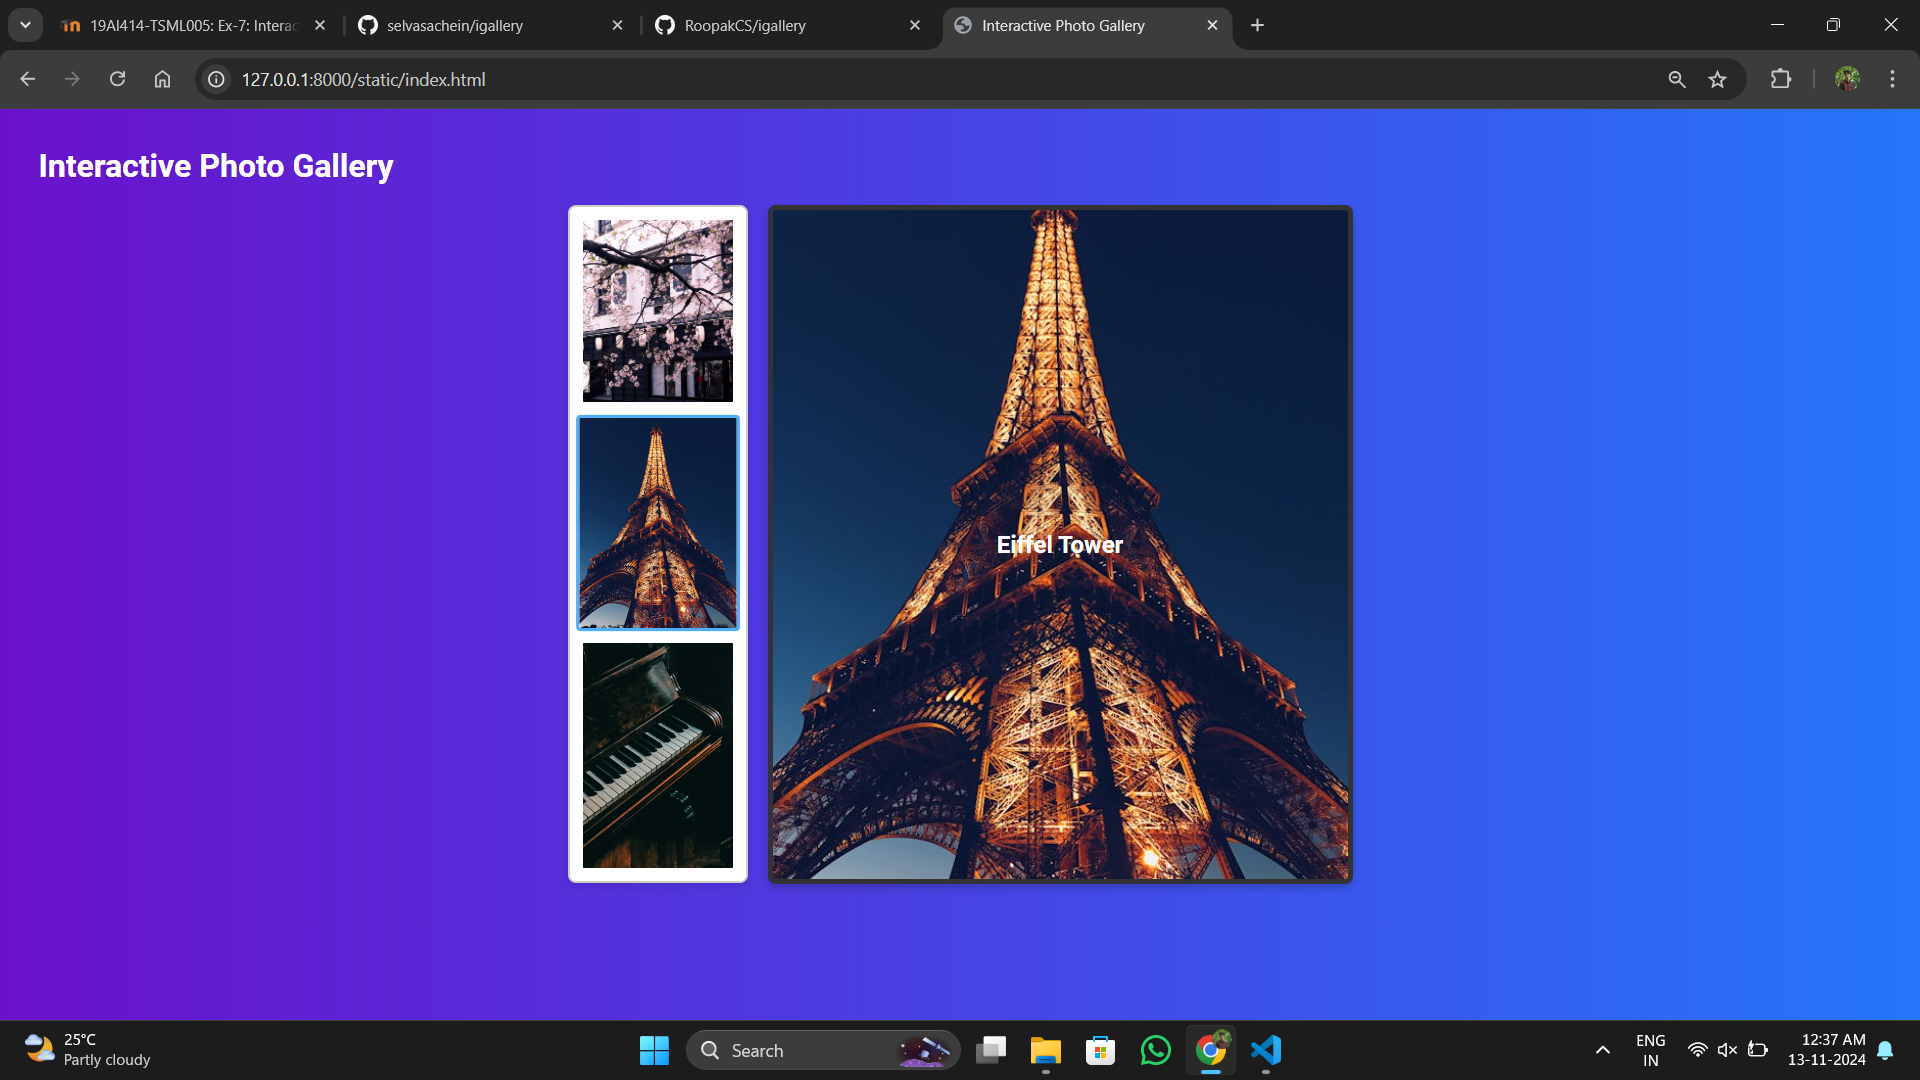 19AI414-TSML005: Ex-7: Interac
selvasachein/igallery
RoopakCS/igallery
Interactive Photo Gallery
127.0.0.1:8000/static/index.html
Interactive Photo Gallery
Eiffel Tower
25°C
Partly cloudy
Search
ENG
IN
12:37 AM
13-11-2024